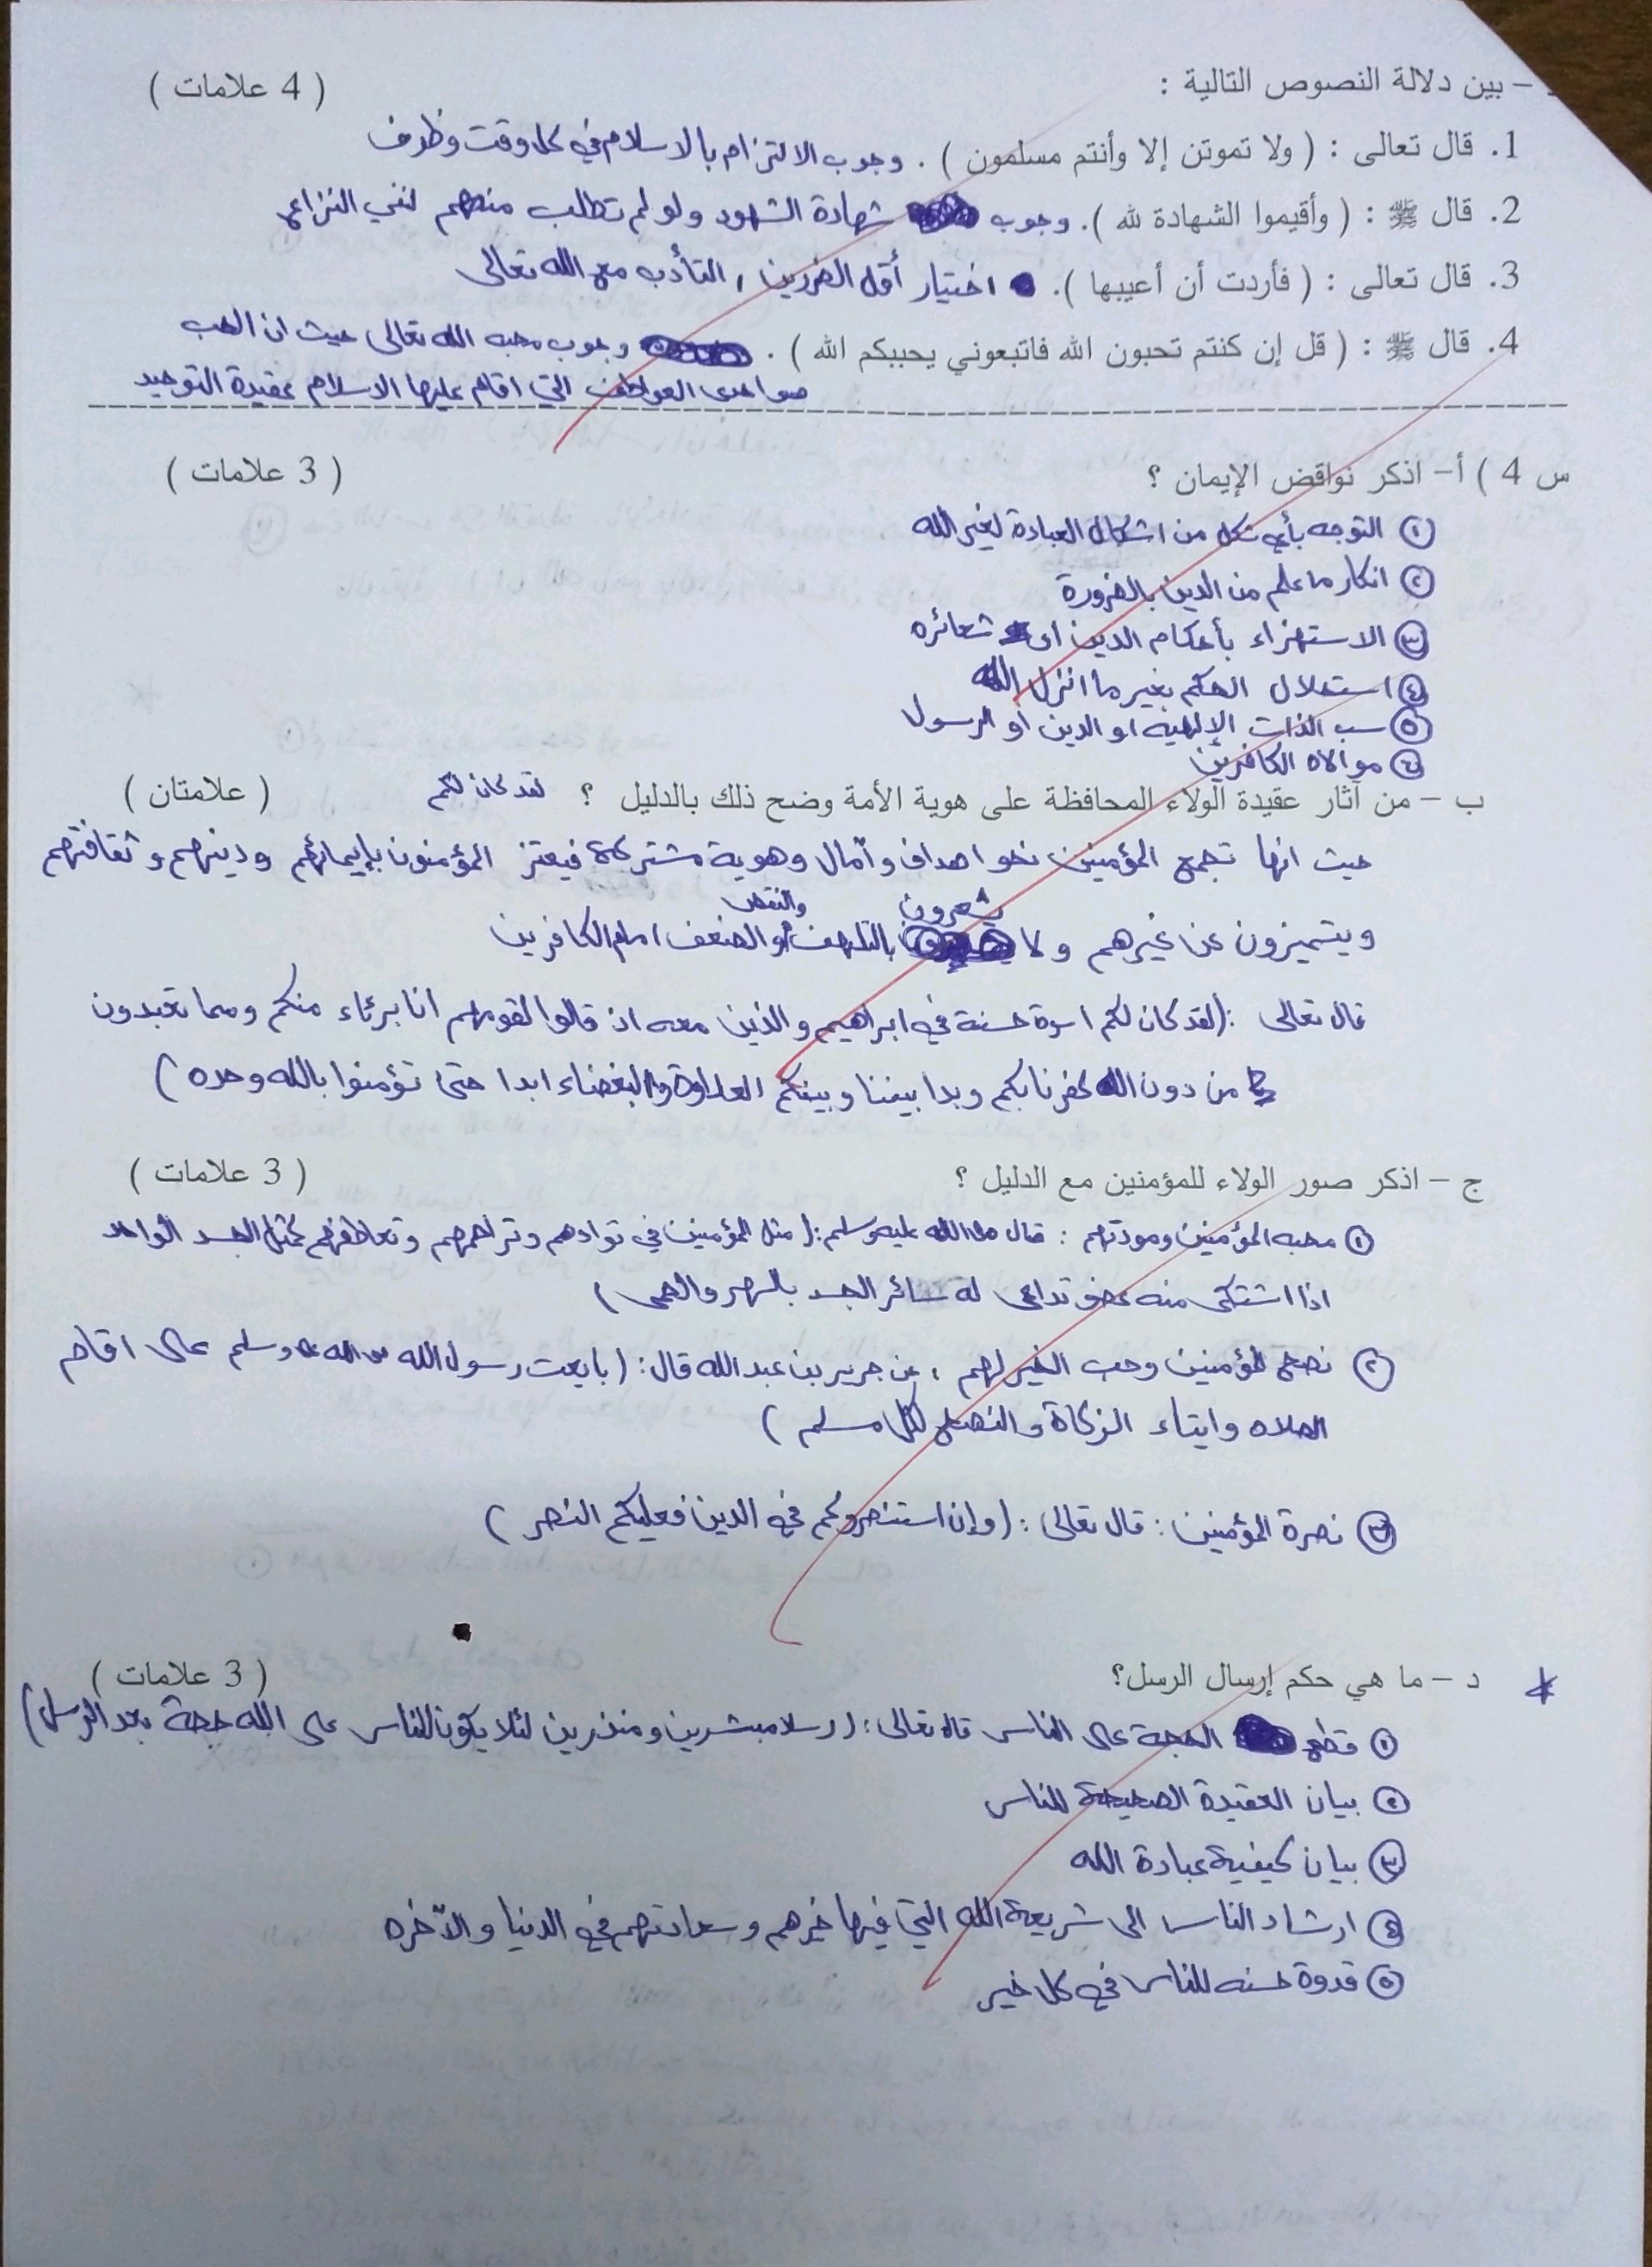 - بين دلالة النصوص التالية : ( 4 علامات )
1. قال تعالى : ( ولا تموتن إلا وأنتم مسلمون ) . وجوب الالتزام بالاسلام في كل وقت وظرف
2. قال ﷺ : ( وأقيموا الشهادة لله ). وجوب شهادة الشهود ولو لم تطلب منهم لنفي النزاع
3. قال تعالى : ( فأردت أن أعيبها ). اختيار أقل الضررين ، التأدب مع الله تعالى
4. قال ﷺ : ( قل إن كنتم تحبون الله فاتبعوني يحببكم الله ) . وجوب محبه الله تعالى حيث ان الحب
هو احدى العواطف التي اقام عليها الاسلام عقيدة التوحيد
س 4 ) أ- اذكر نواقض الإيمان ؟ ( 3 علامات )
① التوجه بأي شكل من اشكال العبادة لغير الله
② انكار ما علم من الدين بالضرورة
③ الاستهزاء بأحكام الدين او شعائره
④ استحلال الحكم بغير ما انزل الله
⑤ سب الذات الإلهيه او الدين او الرسول
⑥ موالاه الكافرين
ب - من آثار عقيدة الولاء المحافظة على هوية الأمة وضح ذلك بالدليل ؟ لقد كان لكم ( علامتان )
حيث انها تجمع المؤمنين نحو اهداف وآمال وهوية مشتركة فيعتز المؤمنون بإيمانهم ودينهم وثقافتهم
يشعرون والنقص
ويتميزون عن غيرهم ولا أو الضعف امام الكافرين
قال تعالى : (لقد كان لكم اسوة حسنة في ابراهيم والذين معه اذ قالوا لقومهم انا برءاء منكم ومما تعبدون
من دون الله كفرنا بكم وبدا بيننا وبينكم العداوة والبغضاء ابدا حتى تؤمنوا بالله وحده )
ج - اذكر صور الولاء للمؤمنين مع الدليل ؟ ( 3 علامات )
① محبه المؤمنين ومودتهم : قال صلى الله عليه وسلم : ( مثل المؤمنين في توادهم وتراحمهم وتعاطفهم كمثل الجسد الواحد
اذا اشتكى منه عضو تداعى له سائر الجسد بالسهر والحمى )
② نصح المؤمنين وحب الخير لهم ، عن جرير بن عبد الله قال : ( بايعت رسول الله صلى الله عليه وسلم على اقام
الصلاه وايتاء الزكاة والنصح لكل مسلم )
③ نصرة المؤمنين : قال تعالى : ( وإن استنصروكم في الدين فعليكم النصر )
د - ما هي حكم إرسال الرسل؟ ( 3 علامات )
① قطع الحجة على الناس قال تعالى : ( رسلا مبشرين ومنذرين لئلا يكون للناس على الله حجة بعد الرسل )
② بيان العقيدة الصحيحة للناس
③ بيان كيفية عبادة الله
④ ارشاد الناس الى شريعة الله التي فيها خيرهم وسعادتهم في الدنيا والآخره
⑤ قدوة حسنه للناس في كل خير